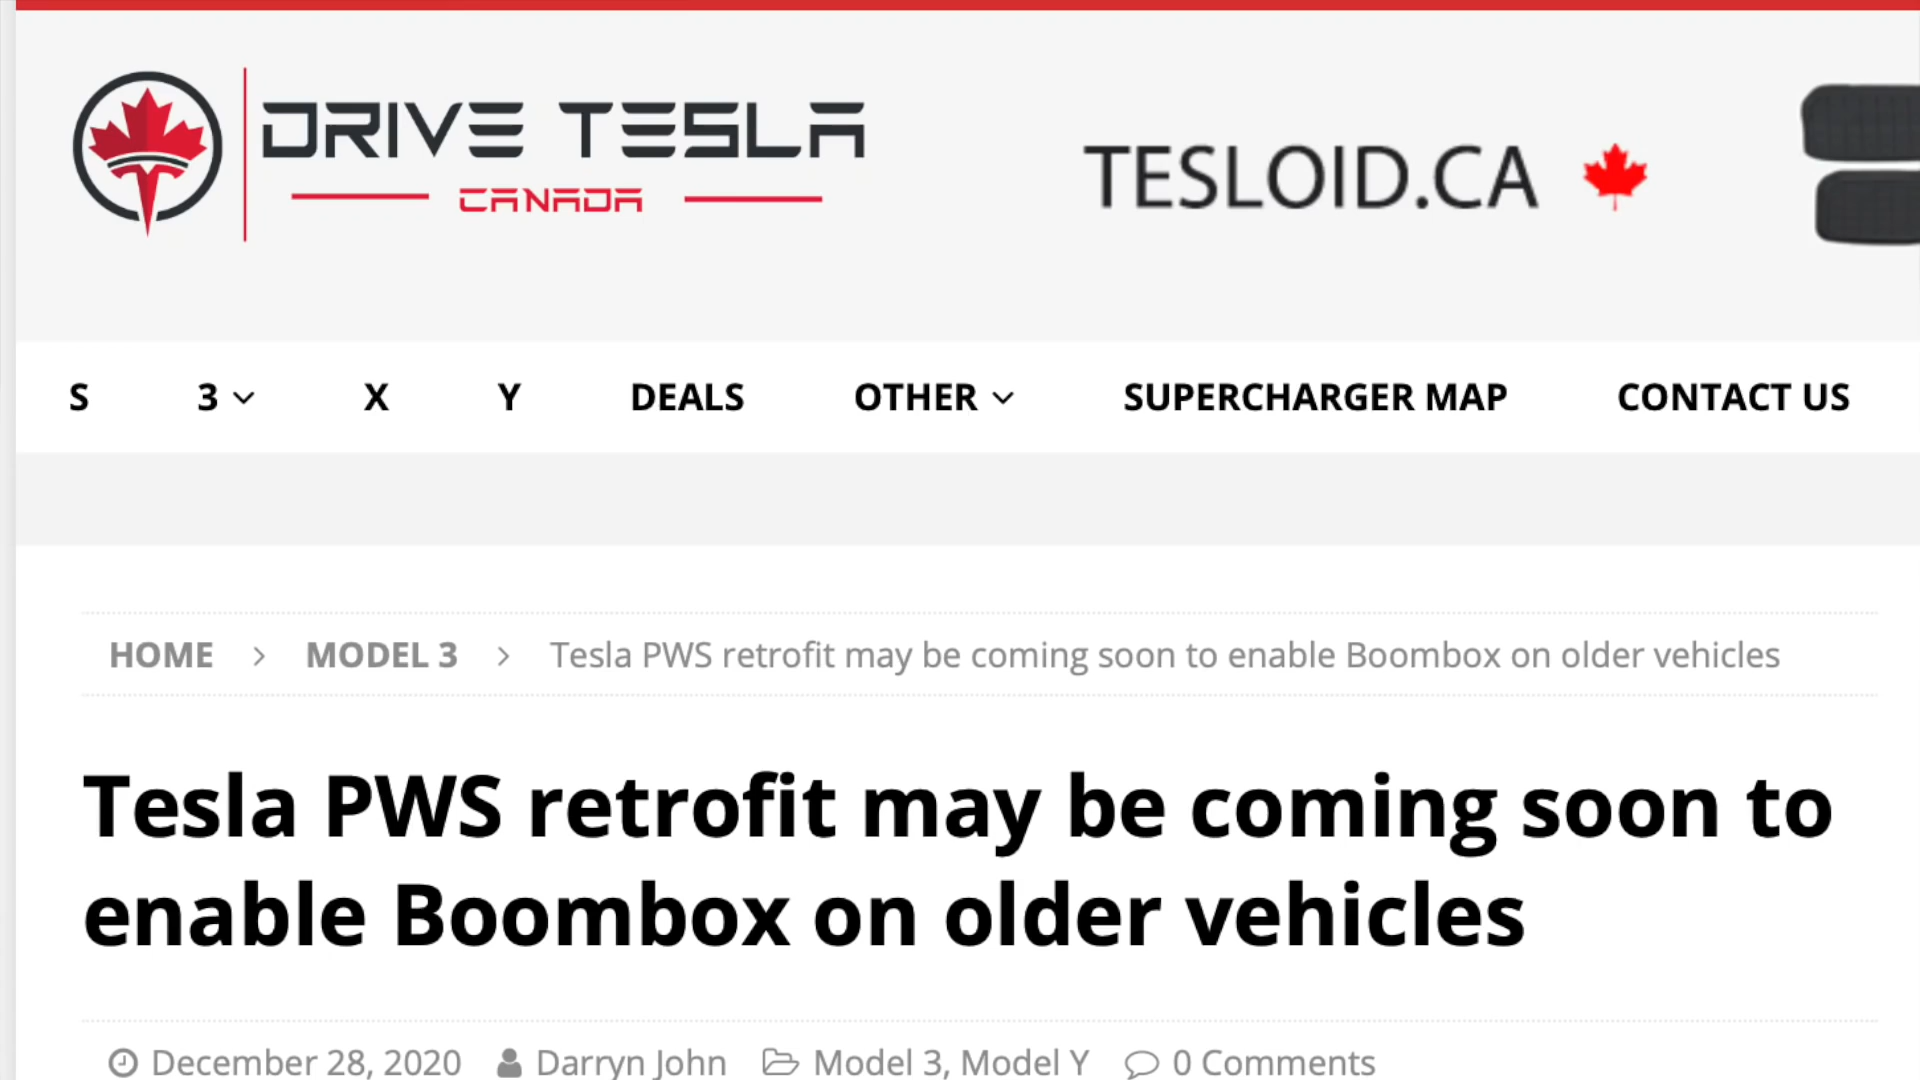 DRIVE TESLA
CANADA
TESLOID.CA
S 3 X Y DEALS OTHER SUPERCHARGER MAP CONTACT US
HOME > MODEL 3 > Tesla PWS retrofit may be coming soon to enable Boombox on older vehicles
Tesla PWS retrofit may be coming soon to
enable Boombox on older vehicles
December 28, 2020 Darryn John Model 3, Model Y 0 Comments